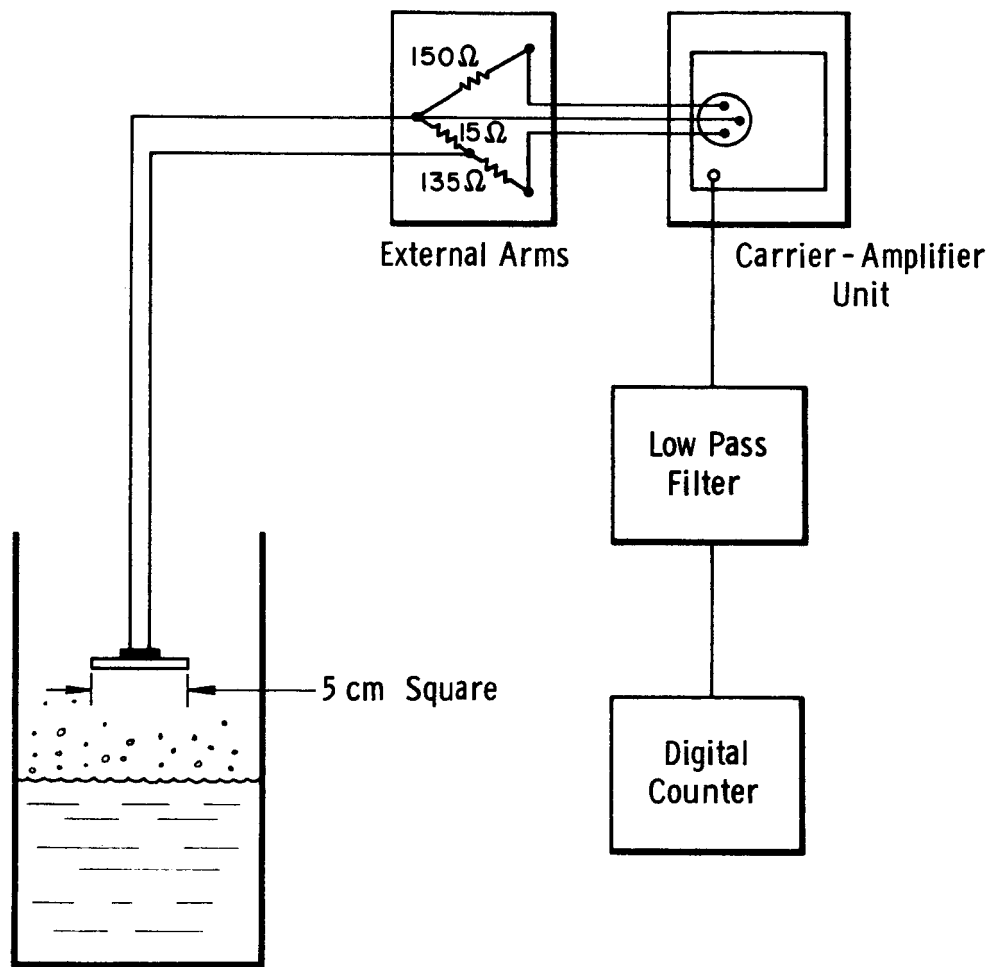 150Ω
15Ω
135Ω
External Arms
Carrier-Amplifier
Unit
Low Pass
Filter
5 cm Square
Digital
Counter